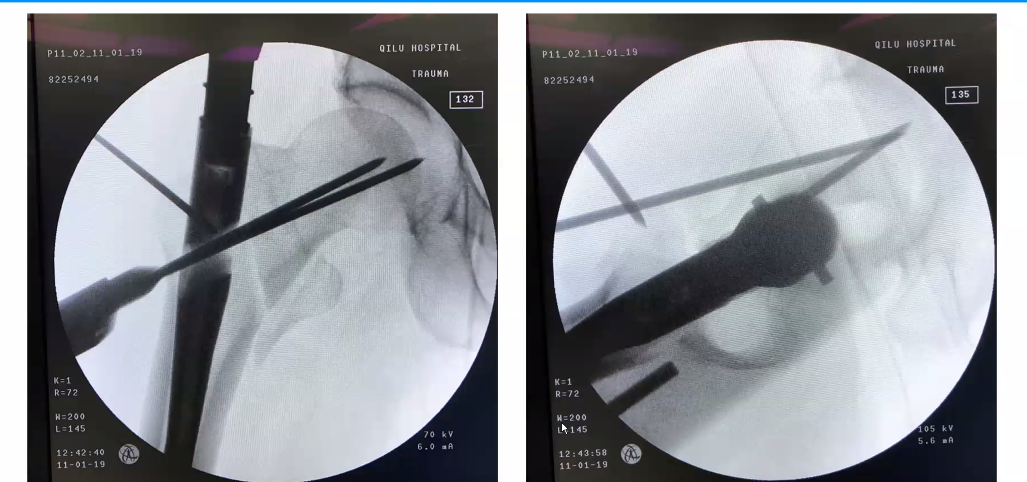 P11_02_11_01_19
QILU HOSPITAL
82252494
TRAUMA
132
K=1
R=72
W=200
L=145
70 kV
6.0 mA
12:42:40
11-01-19
P11_02_11_01_19
QILU HOSPITAL
82252494
TRAUMA
135
K=1
R=72
W=200
L=145
105 kV
5.6 mA
12:43:58
11-01-19